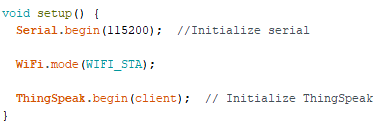 void setup() {
  Serial.begin(115200);  //Initialize serial
  WiFi.mode(WIFI_STA);
  ThingSpeak.begin(client);  // Initialize ThingSpeak
}